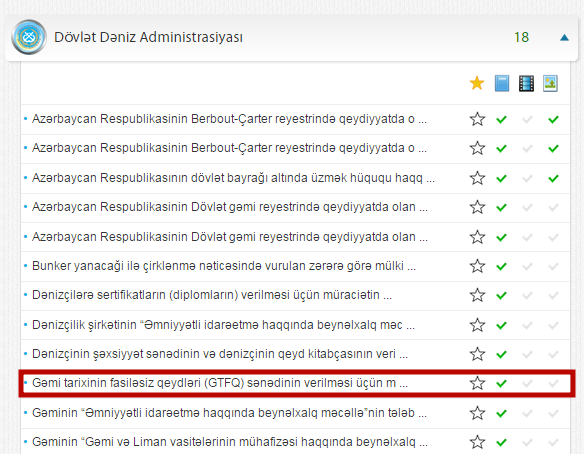 Dövlət Dəniz Administrasiyası 18
Azərbaycan Respublikasinin Berbout-Çarter reyestrində qeydiyyatda o ...
Azərbaycan Respublikasinin Berbout-Çarter reyestrində qeydiyyatda o ...
Azərbaycan Respublikasının dövlət bayrağı altında üzmək hüququ haqq ...
Azərbaycan Respublikasinin Dövlət gəmi reyestrində qeydiyyatda olan ...
Azərbaycan Respublikasinin Dövlət gəmi reyestrində qeydiyyatda olan ...
Bunker yanacaği ilə çirklənmə nəticəsində vurulan zərərə görə mülki ...
Dənizçilərə sertifikatların (diplomların) verilməsi üçün müraciətin ...
Dənizçilik şirkətinin “Əmniyyətli idarəetmə haqqında beynəlxalq məc ...
Dənizçinin şəxsiyyət sənədinin və dənizçinin qeyd kitabçasının veri ...
Gəmi tarixinin fasiləsiz qeydləri (GTFQ) sənədinin verilməsi üçün m ...
Gəminin “Əmniyyətli idarəetmə haqqında beynəlxalq məcəllə”nin tələb ...
Gəminin “Gəmi və Liman vasitələrinin mühafizəsi haqqında beynəlxalq ...